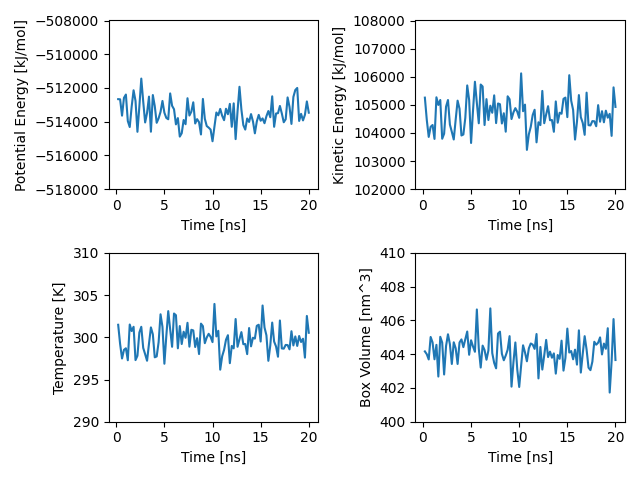 Potential Energy [kJ/mol]
−508000
−510000
−512000
−514000
−516000
−518000
0 5 10 15 20
Time [ns]
Kinetic Energy [kJ/mol]
108000
107000
106000
105000
104000
103000
102000
0 5 10 15 20
Time [ns]
Temperature [K]
310
305
300
295
290
0 5 10 15 20
Time [ns]
Box Volume [nm^3]
410
408
406
404
402
400
0 5 10 15 20
Time [ns]